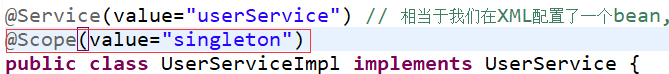 @Service(value="userService") // 相当于我们在XML配置了一个bean,
@Scope(value="singleton")
public class UserServiceImpl implements UserService {